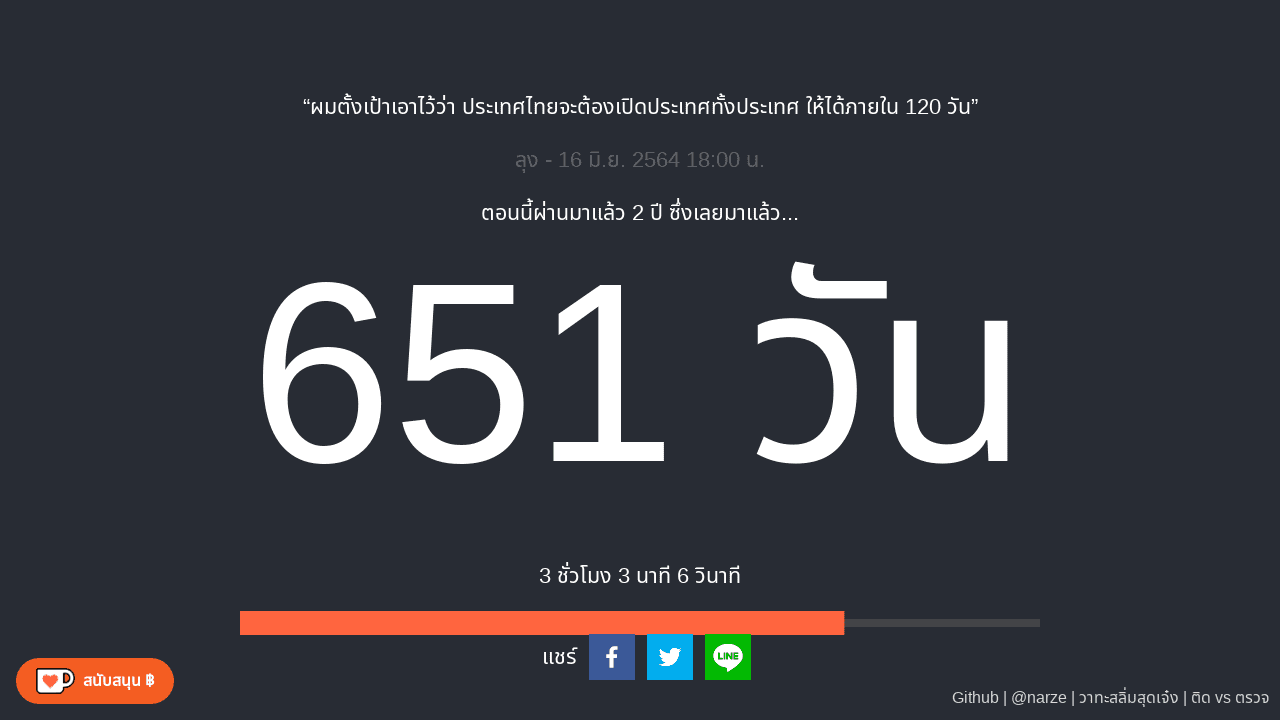 “ผมตั้งเป้าเอาไว้ว่า ประเทศไทยจะต้องเปิดประเทศทั้งประเทศ ให้ได้ภายใน 120 วัน”
ลุง - 16 มิ.ย. 2564 18:00 น.
ตอนนี้ผ่านมาแล้ว 2 ปี ซึ่งเลยมาแล้ว...
651 วัน
3 ชั่วโมง 3 นาที 6 วินาที
แชร์
LINE
สนับสนุน ฿
Github | @narze | วาทะสลิ่มสุดเจ๋ง | ติด vs ตรวจ